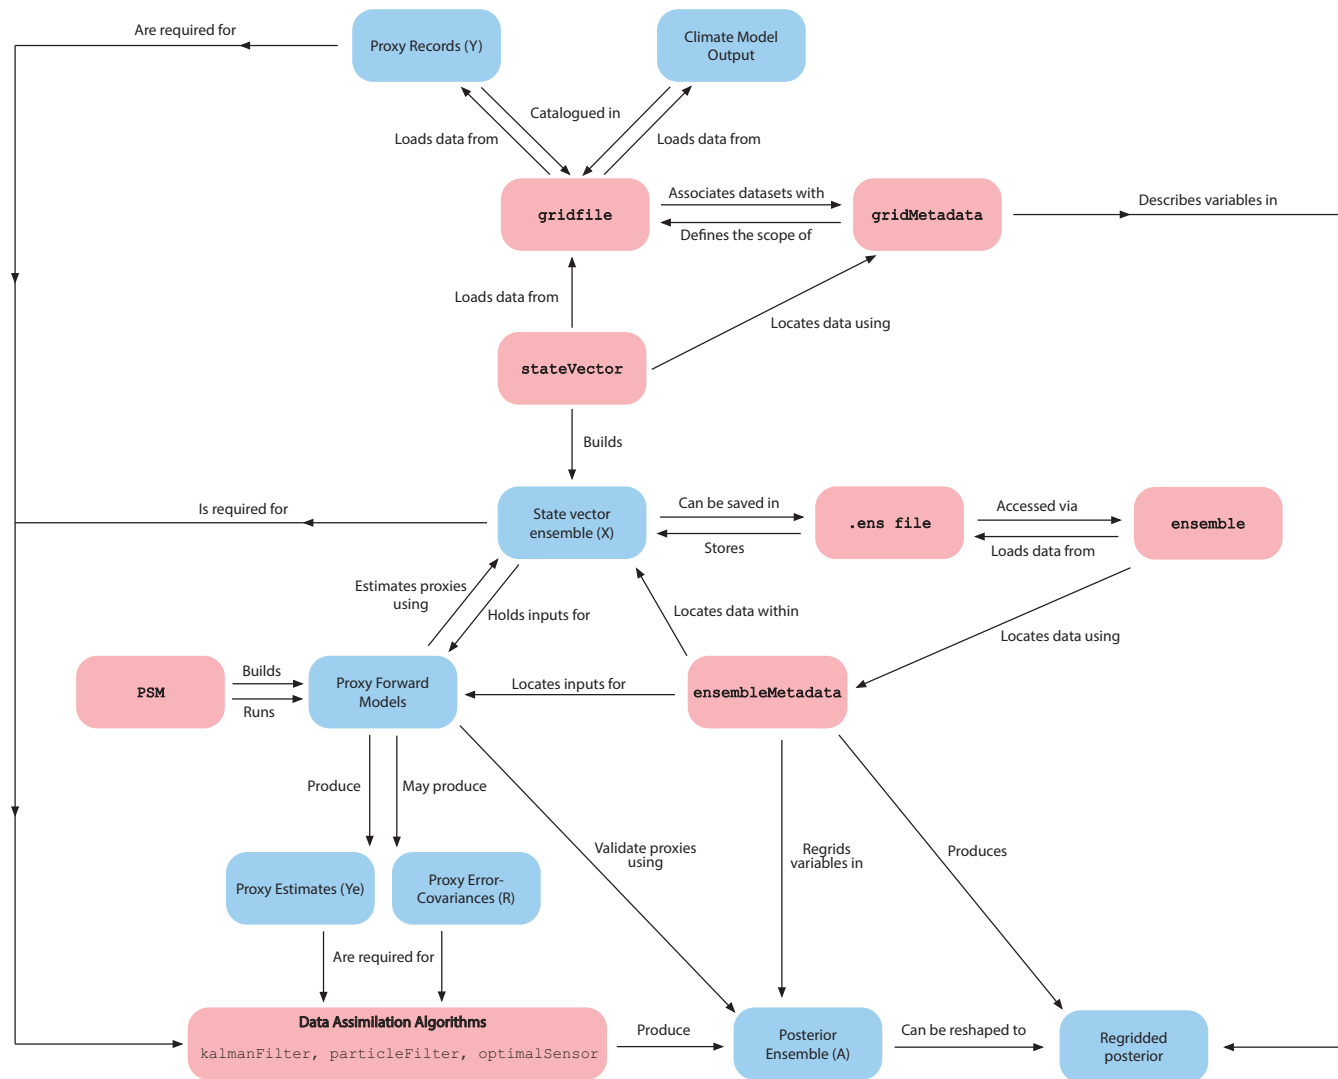 Are required for
Proxy Records (Y)
Climate Model
Output
Catalogued in
Loads data from
Loads data from
gridfile
Associates datasets with
Defines the scope of
gridMetadata
Describes variables in
Loads data from
Locates data using
stateVector
Builds
Is required for
State vector
ensemble (X)
Can be saved in
Stores
.ens file
Accessed via
Loads data from
ensemble
Estimates proxies
using
Holds inputs for
Locates data within
Locates data using
PSM
Builds
Runs
Proxy Forward
Models
Locates inputs for
ensembleMetadata
Produce
May produce
Validate proxies
using
Regrids
variables in
Produces
Proxy Estimates (Ye)
Proxy Error-
Covariances (R)
Are required for
Data Assimilation Algorithms
kalmanFilter, particleFilter, optimalSensor
Produce
Posterior
Ensemble (A)
Can be reshaped to
Regridded
posterior